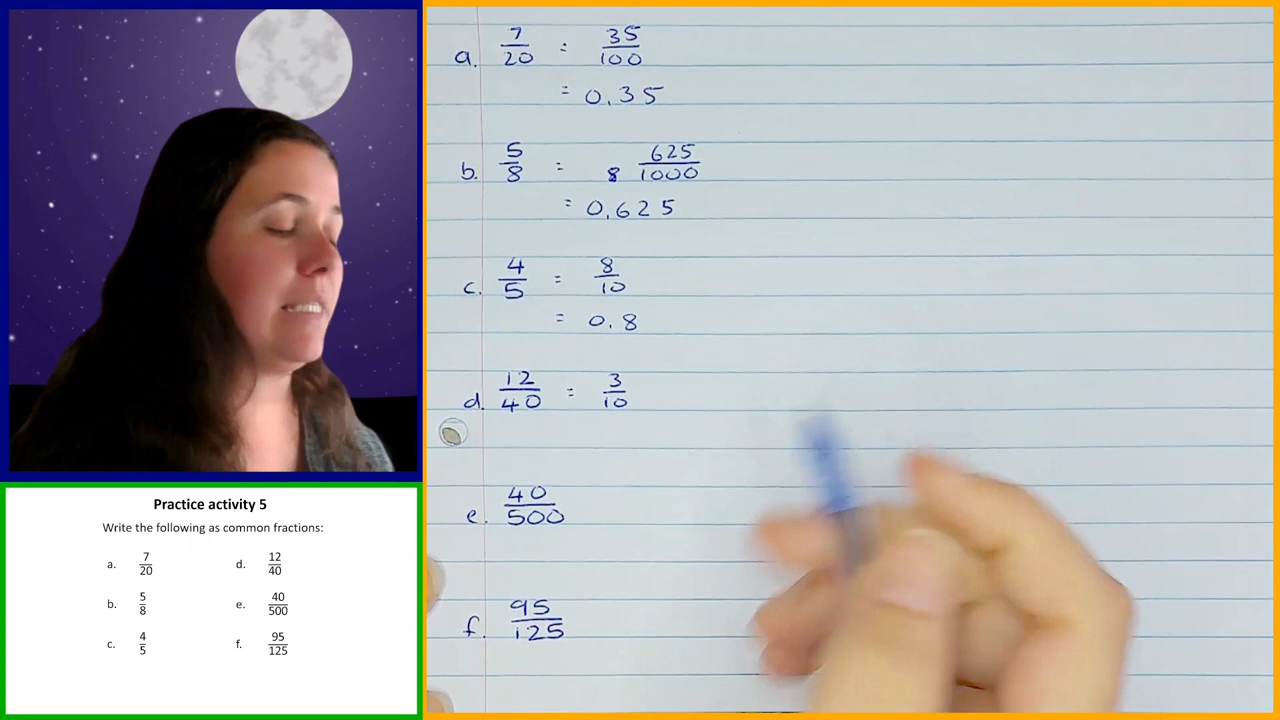 a. 7/20 = 35/100
= 0.35
b. 5/8 = 8 625/1000
= 0.625
c. 4/5 = 8/10
= 0.8
d. 12/40 = 3/10
e. 40/500
f. 95/125
Practice activity 5
Write the following as common fractions:
a. 7/20 d. 12/40
b. 5/8 e. 40/500
c. 4/5 f. 95/125